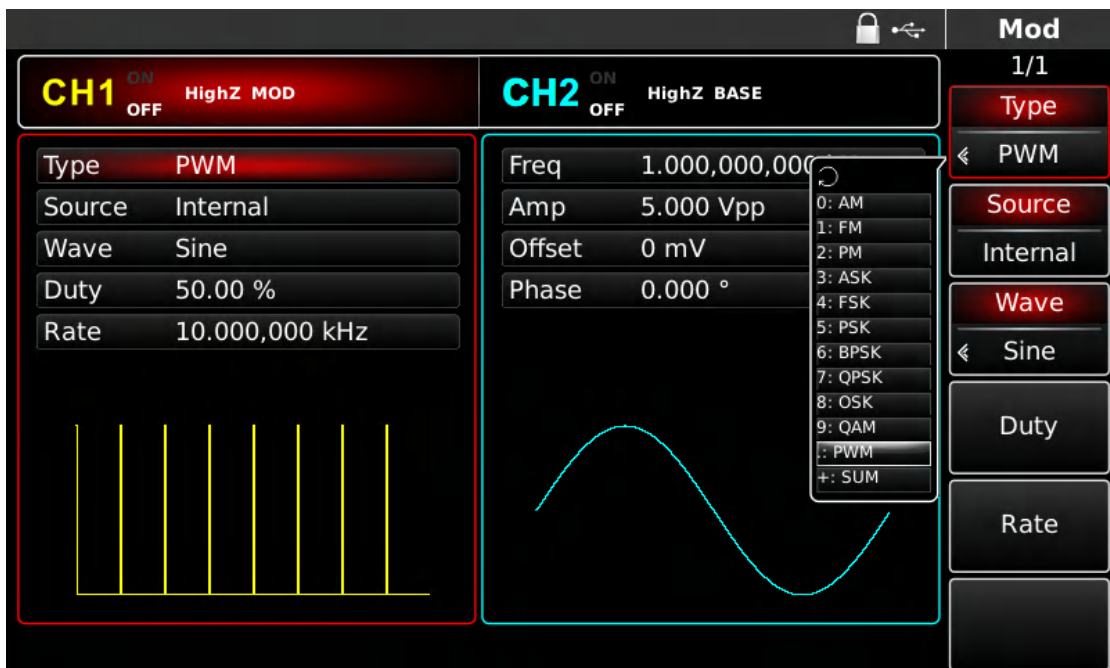 Mod
1/1
CH1 ON OFF HighZ MOD
CH2 ON OFF HighZ BASE
Type PWM
Source Internal
Wave Sine
Duty 50.00 %
Rate 10.000,000 kHz
Freq 1.000,000,000
Amp 5.000 Vpp
Offset 0 mV
Phase 0.000 °
0: AM
1: FM
2: PM
3: ASK
4: FSK
5: PSK
6: BPSK
7: QPSK
8: OSK
9: QAM
.: PWM
+: SUM
Type
PWM
Source
Internal
Wave
Sine
Duty
Rate